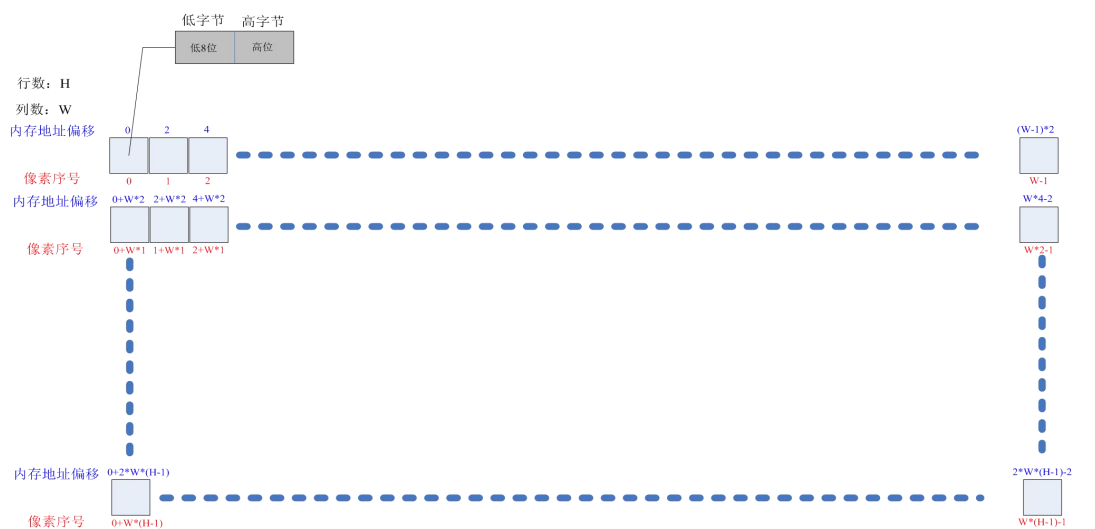 低字节 高字节
低8位 高位
行数：H
列数：W
内存地址偏移 0 2 4 (W-1)*2
像素序号 0 1 2 W-1
内存地址偏移 0+W*2 2+W*2 4+W*2 W*4-2
像素序号 0+W*1 1+W*1 2+W*1 W*2-1
内存地址偏移 0+2*W*(H-1) 2*W*(H-1)-2
像素序号 0+W*(H-1) W*(H-1)-1